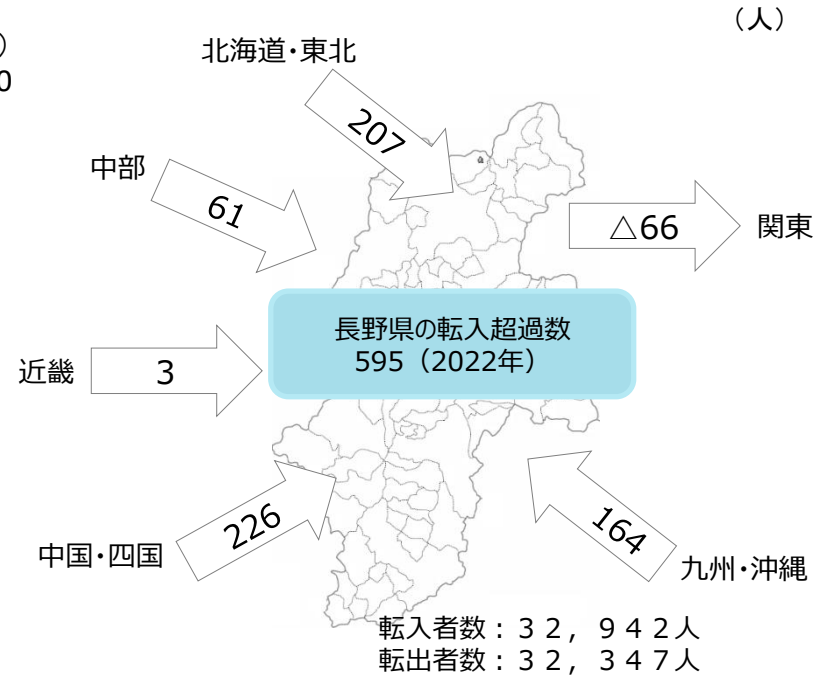 （人）
）
0
北海道・東北
207
中部
61
△66
関東
長野県の転入超過数
595（2022年）
近畿
3
226
中国・四国
164
九州・沖縄
転入者数：３２，９４２人
転出者数：３２，３４７人